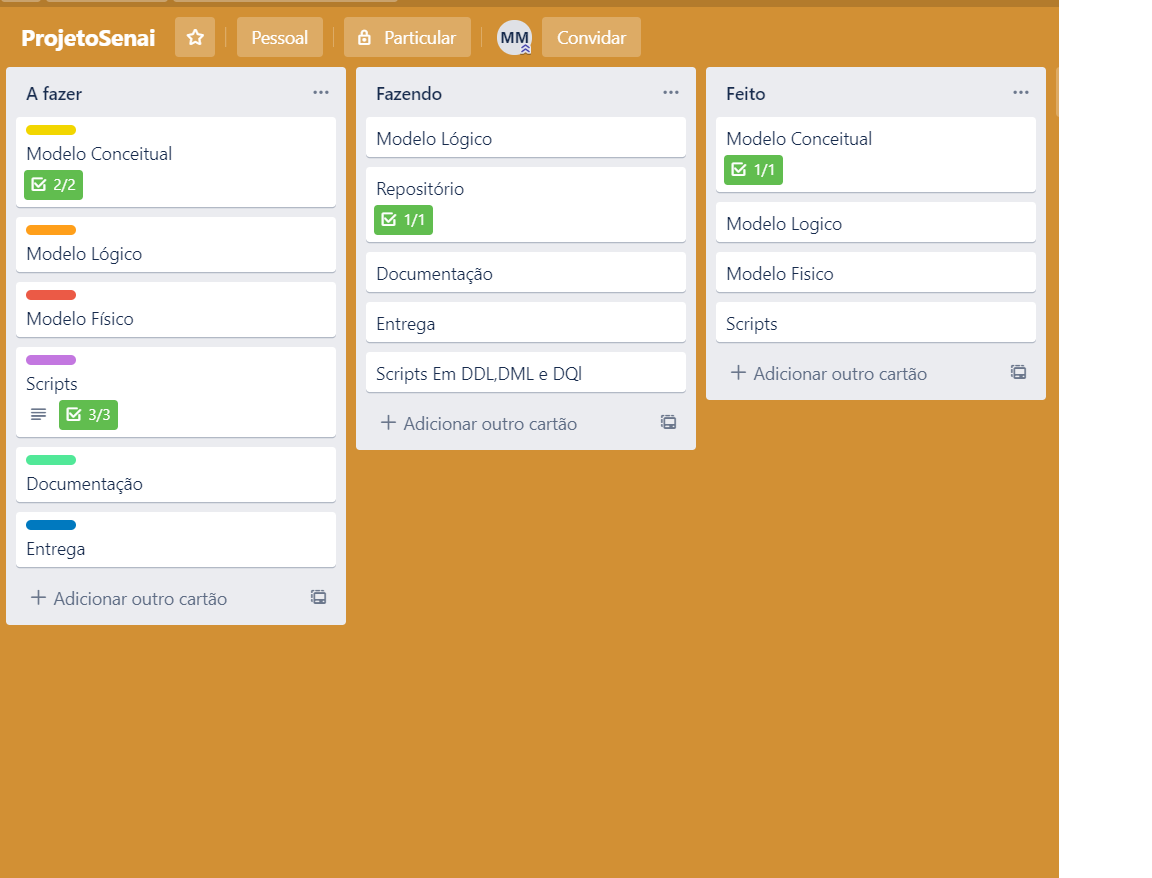 ProjetoSenai
Pessoal
Particular
MM
Convidar
A fazer
Modelo Conceitual
2/2
Modelo Lógico
Modelo Físico
Scripts
3/3
Documentação
Entrega
Adicionar outro cartão
Fazendo
Modelo Lógico
Repositório
1/1
Documentação
Entrega
Scripts Em DDL,DML e DQl
Adicionar outro cartão
Feito
Modelo Conceitual
1/1
Modelo Logico
Modelo Fisico
Scripts
Adicionar outro cartão